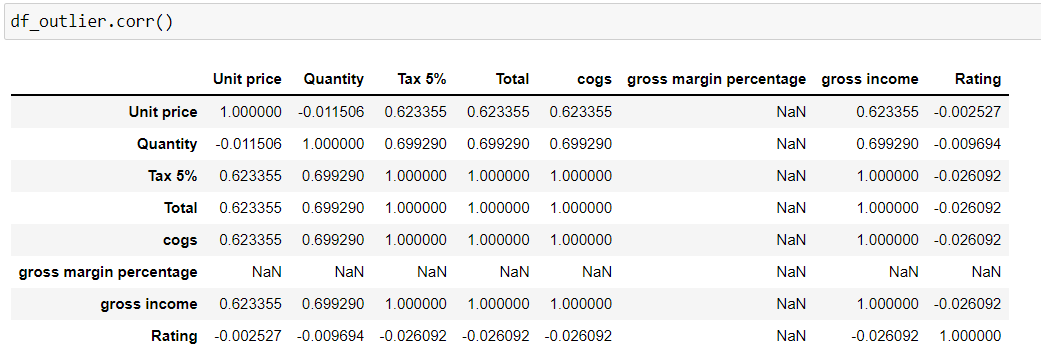 df_outlier.corr()
Unit price Quantity Tax 5% Total cogs gross margin percentage gross income Rating
Unit price 1.000000 -0.011506 0.623355 0.623355 0.623355 NaN 0.623355 -0.002527
Quantity -0.011506 1.000000 0.699290 0.699290 0.699290 NaN 0.699290 -0.009694
Tax 5% 0.623355 0.699290 1.000000 1.000000 1.000000 NaN 1.000000 -0.026092
Total 0.623355 0.699290 1.000000 1.000000 1.000000 NaN 1.000000 -0.026092
cogs 0.623355 0.699290 1.000000 1.000000 1.000000 NaN 1.000000 -0.026092
gross margin percentage NaN NaN NaN NaN NaN NaN NaN NaN
gross income 0.623355 0.699290 1.000000 1.000000 1.000000 NaN 1.000000 -0.026092
Rating -0.002527 -0.009694 -0.026092 -0.026092 -0.026092 NaN -0.026092 1.000000